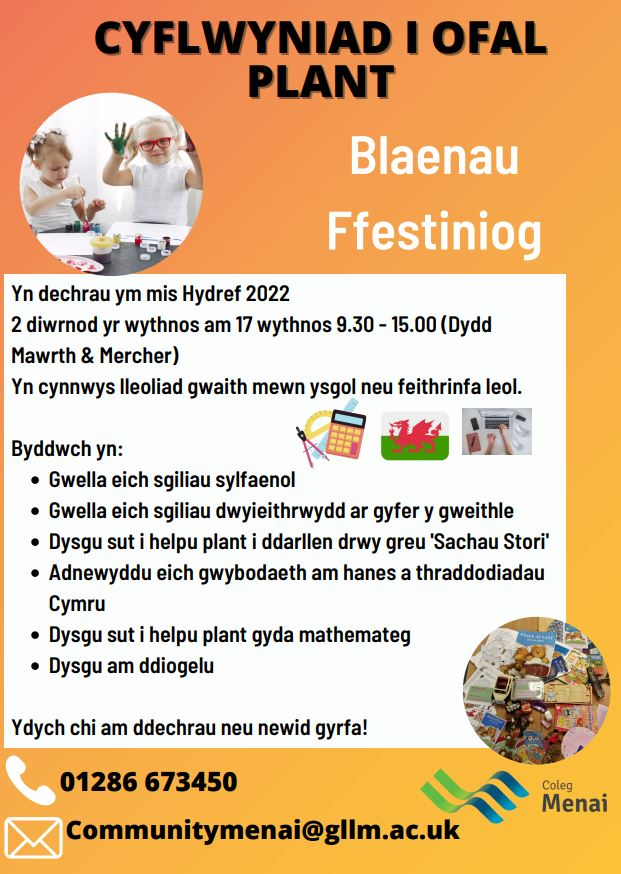 CYFLWYNIAD I OFAL
PLANT
Blaenau
Ffestiniog
Yn dechrau ym mis Hydref 2022
2 diwrnod yr wythnos am 17 wythnos 9.30 - 15.00 (Dydd
Mawrth & Mercher)
Yn cynnwys lleoliad gwaith mewn ysgol neu feithrinfa leol.
Byddwch yn:
• Gwella eich sgiliau sylfaenol
• Gwella eich sgiliau dwyieithrwydd ar gyfer y gweithle
• Dysgu sut i helpu plant i ddarllen drwy greu 'Sachau Stori'
• Adnewyddu eich gwybodaeth am hanes a thraddodiadau
Cymru
• Dysgu sut i helpu plant gyda mathemateg
• Dysgu am ddiogelu
Ydych chi am ddechrau neu newid gyrfa!
01286 673450
Coleg
Menai
Communitymenai@gllm.ac.uk